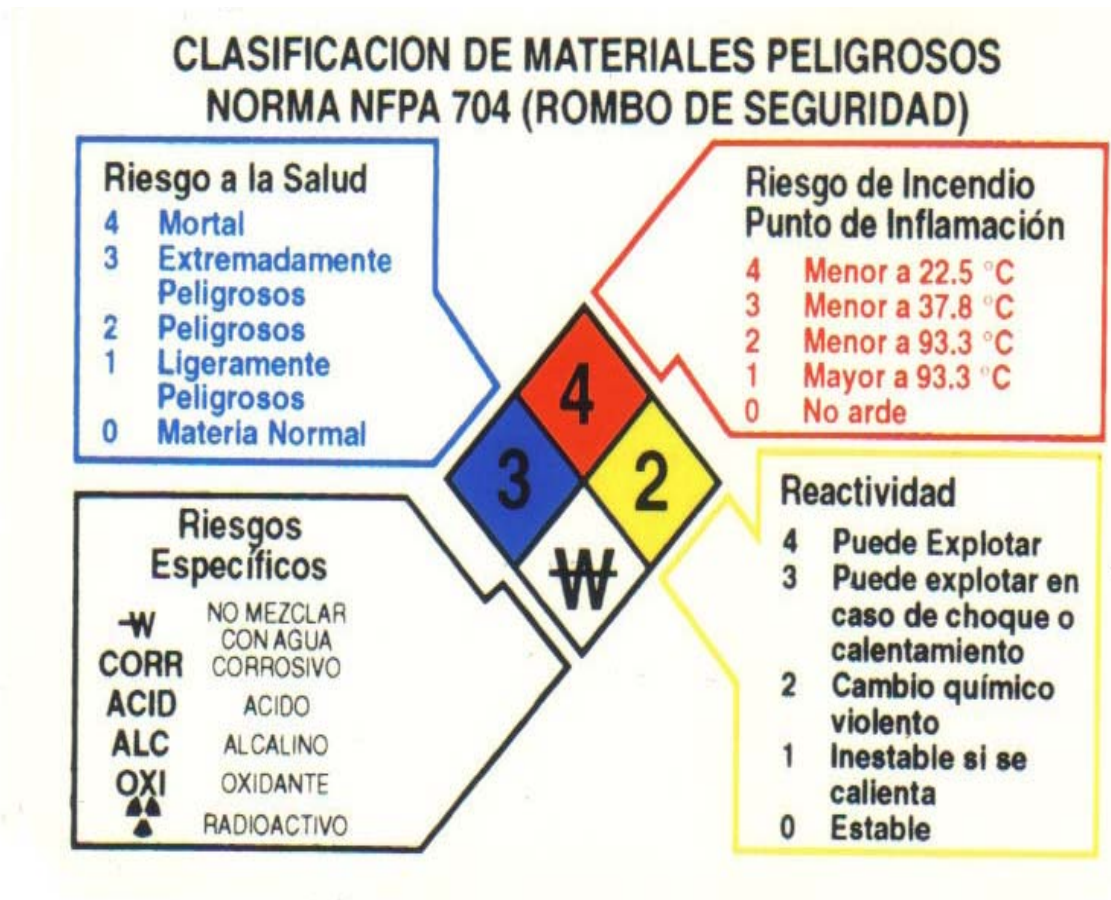 CLASIFICACION DE MATERIALES PELIGROSOS
NORMA NFPA 704 (ROMBO DE SEGURIDAD)
Riesgo a la Salud
4 Mortal
3 Extremadamente
Peligrosos
2 Peligrosos
1 Ligeramente
Peligrosos
0 Materia Normal
Riesgo de Incendio
Punto de Inflamación
4 Menor a 22.5 °C
3 Menor a 37.8 °C
2 Menor a 93.3 °C
1 Mayor a 93.3 °C
0 No arde
4
3
2
W
Riesgos
Específicos
-W NO MEZCLAR
CON AGUA
CORR CORROSIVO
ACID ACIDO
ALC ALCALINO
OXI OXIDANTE
RADIOACTIVO
Reactividad
4 Puede Explotar
3 Puede explotar en
caso de choque o
calentamiento
2 Cambio químico
violento
1 Inestable si se
calienta
0 Estable